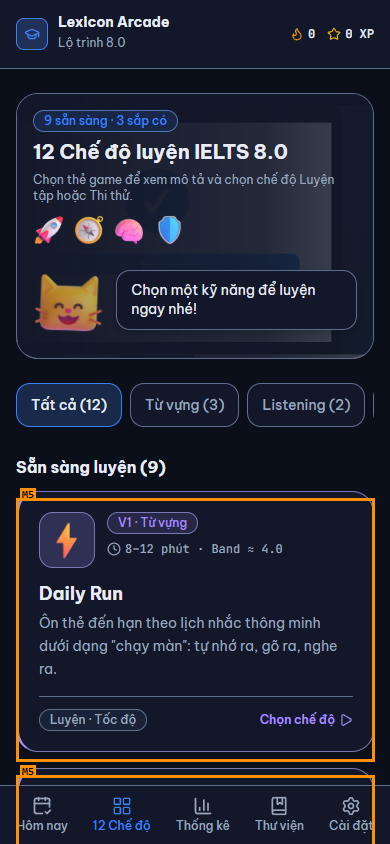 Lexicon Arcade
Lộ trình 8.0
0
0 XP
9 sẵn sàng · 3 sắp có
12 Chế độ luyện IELTS 8.0
Chọn thẻ game để xem mô tả và chọn chế độ Luyện
tập hoặc Thi thử.
Chọn một kỹ năng để luyện
ngay nhé!
Tất cả (12)
Từ vựng (3)
Listening (2)
Sẵn sàng luyện (9)
M5
V1 · Từ vựng
8–12 phút · Band ≈ 4.0
Daily Run
Ôn thẻ đến hạn theo lịch nhắc thông minh
dưới dạng "chạy màn": tự nhớ ra, gõ ra, nghe
ra.
Luyện · Tốc độ
Chọn chế độ
M5
Hôm nay
12 Chế độ
Thống kê
Thư viện
Cài đặt